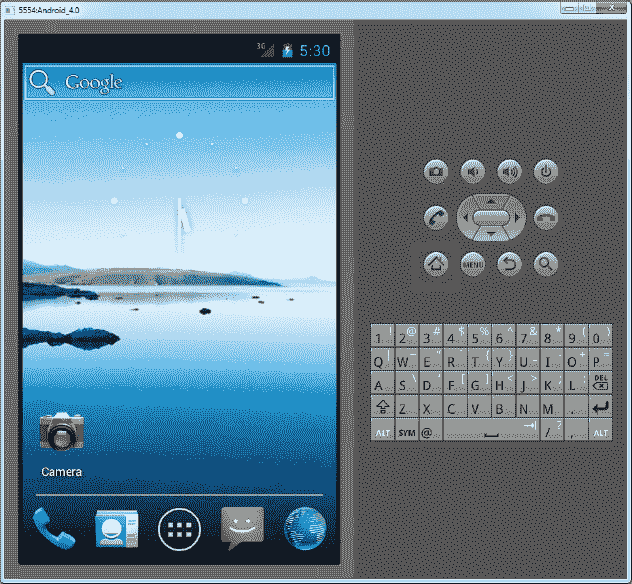 5554:Android_4.0
3G 5:30
Google
MENU
1 ! 2 @ 3 # 4 $ 5 % 6 ^ 7 & 8 * 9 ( 0 )
Q | W ~ E " R ` T { Y } U _ I - O + P =
A S \ D ' F [ G ] H < J > K ; L : DEL
Z X C V B N M .
ALT SYM @ / ? , ALT
Camera